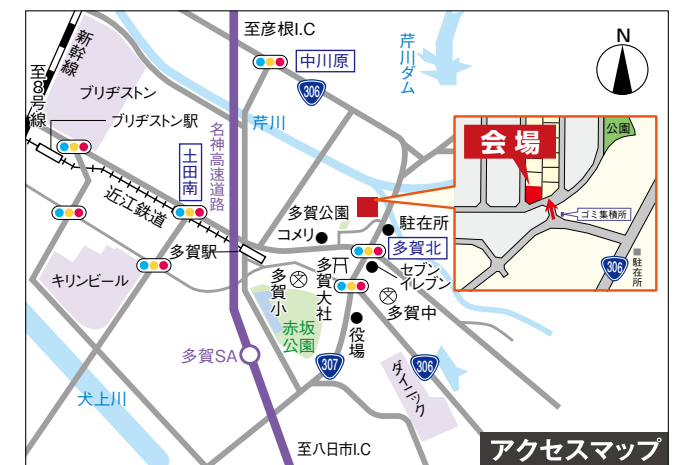 至彦根I.C
中川原
306
芹川ダム
N
新幹線
至8号線
ブリヂストン
ブリヂストン駅
芹川
名神高速道路
土田南
近江鉄道
多賀駅
キリンビール
多賀公園
コメリ
駐在所
多賀北
セブン
イレブン
多賀小
多賀大社
多賀中
赤坂
公園
役場
多賀SA
307
306
ダイニック
犬上川
至八日市I.C
会場
公園
ゴミ集積所
306
駐在所
アクセスマップ